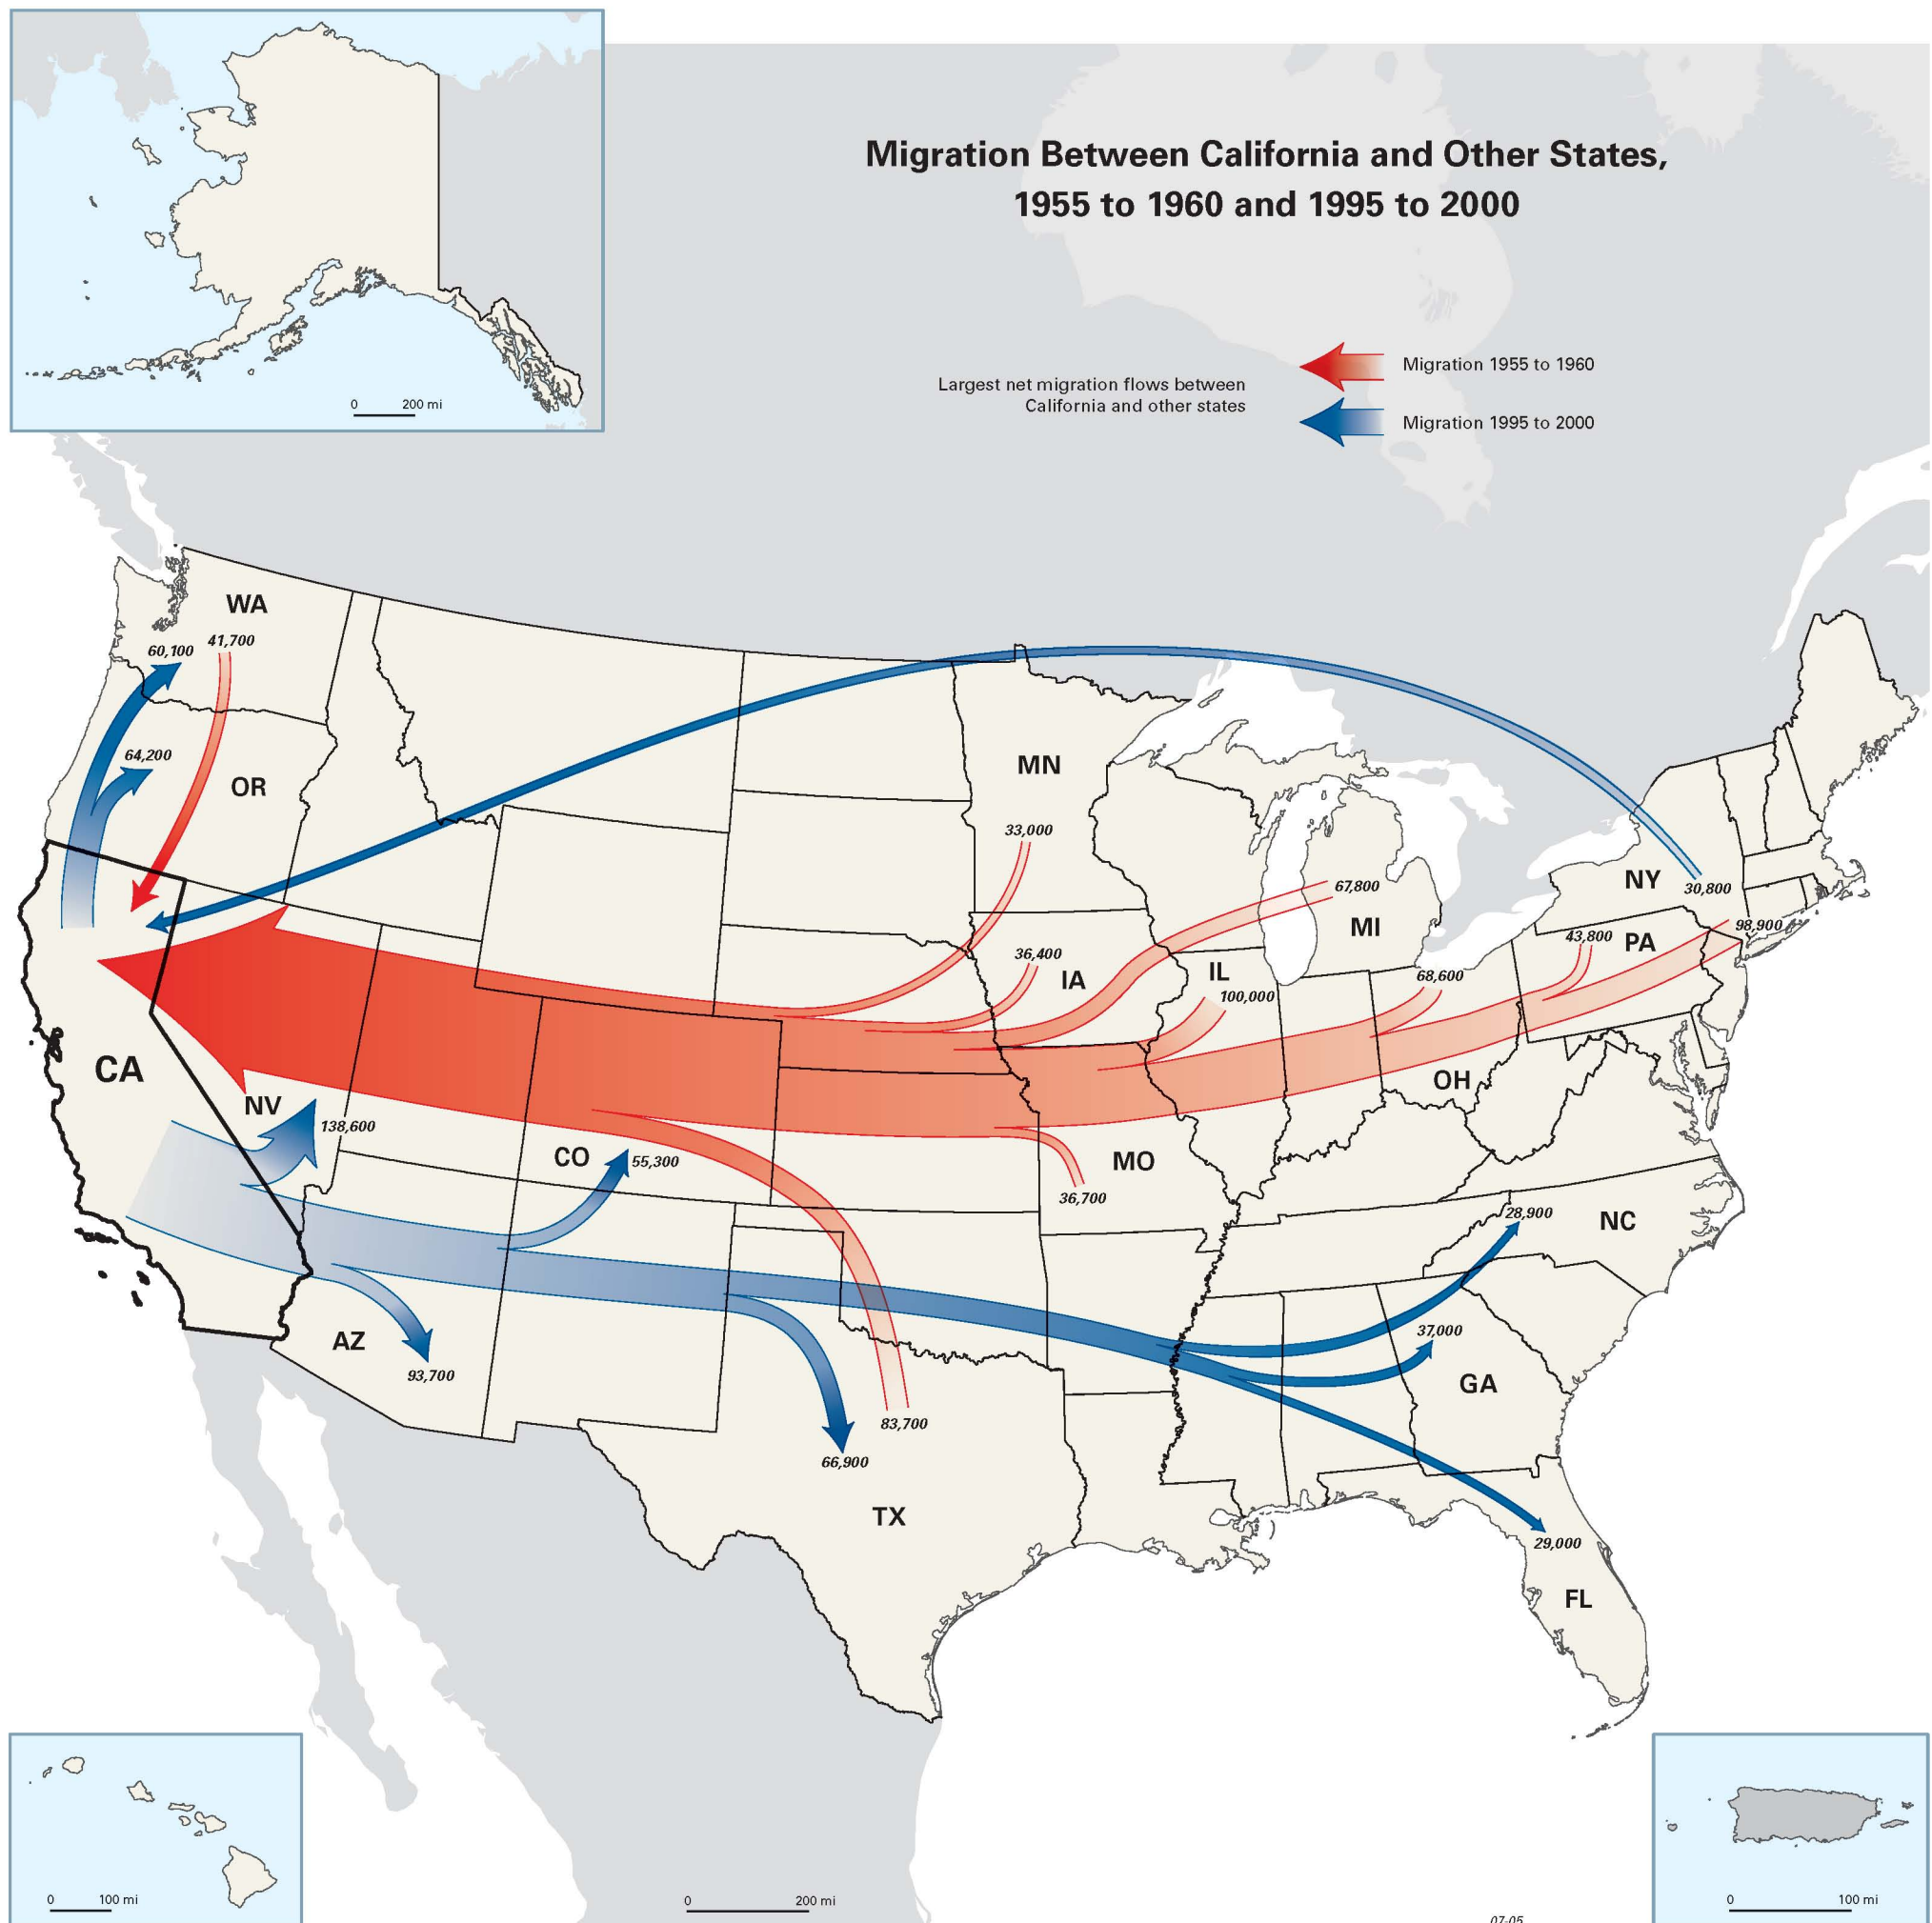 Migration Between California and Other States,
1955 to 1960 and 1995 to 2000
Largest net migration flows between
California and other states
Migration 1955 to 1960
Migration 1995 to 2000
0 200 mi
WA
60,100
41,700
64,200
OR
MN
33,000
67,800
MI
NY
30,800
98,900
43,800
PA
36,400
IA
IL
100,000
68,600
OH
CA
NV
138,600
CO
55,300
MO
36,700
28,900
NC
AZ
93,700
37,000
GA
83,700
66,900
TX
29,000
FL
0 100 mi
0 200 mi
0 100 mi
07-05